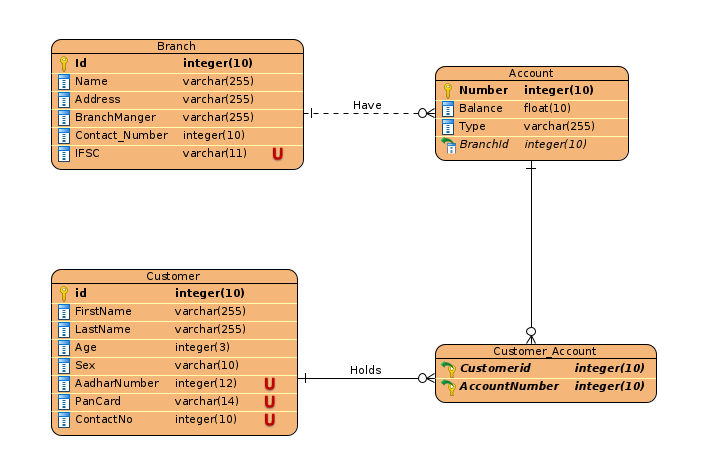 Branch
Id integer(10)
Name varchar(255)
Address varchar(255)
BranchManger varchar(255)
Contact_Number integer(10)
IFSC varchar(11) U
Have
Account
Number integer(10)
Balance float(10)
Type varchar(255)
BranchId integer(10)
Customer
id integer(10)
FirstName varchar(255)
LastName varchar(255)
Age integer(3)
Sex varchar(10)
AadharNumber integer(12) U
PanCard varchar(14) U
ContactNo integer(10) U
Holds
Customer_Account
Customerid integer(10)
AccountNumber integer(10)